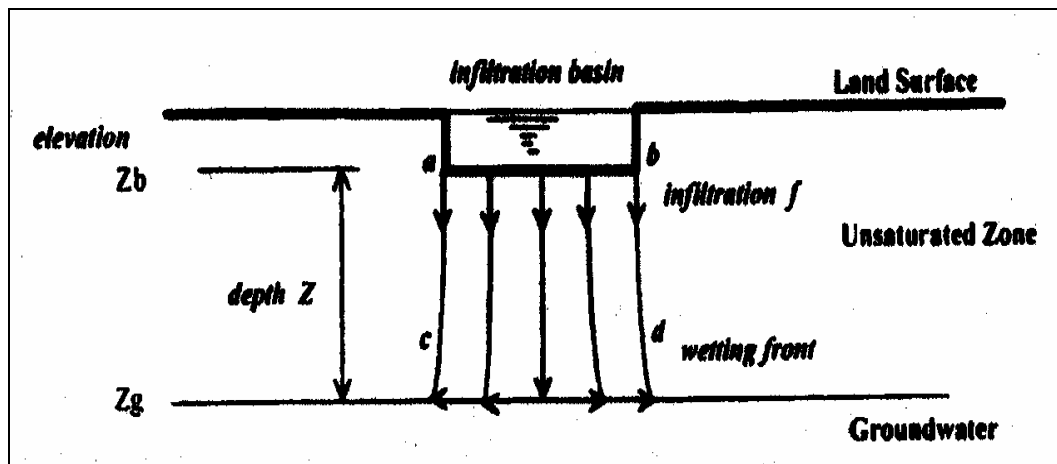 infiltration basin
Land Surface
elevation
a
b
Zb
infiltration f
Unsaturated Zone
depth Z
c
d
wetting front
Zg
Groundwater